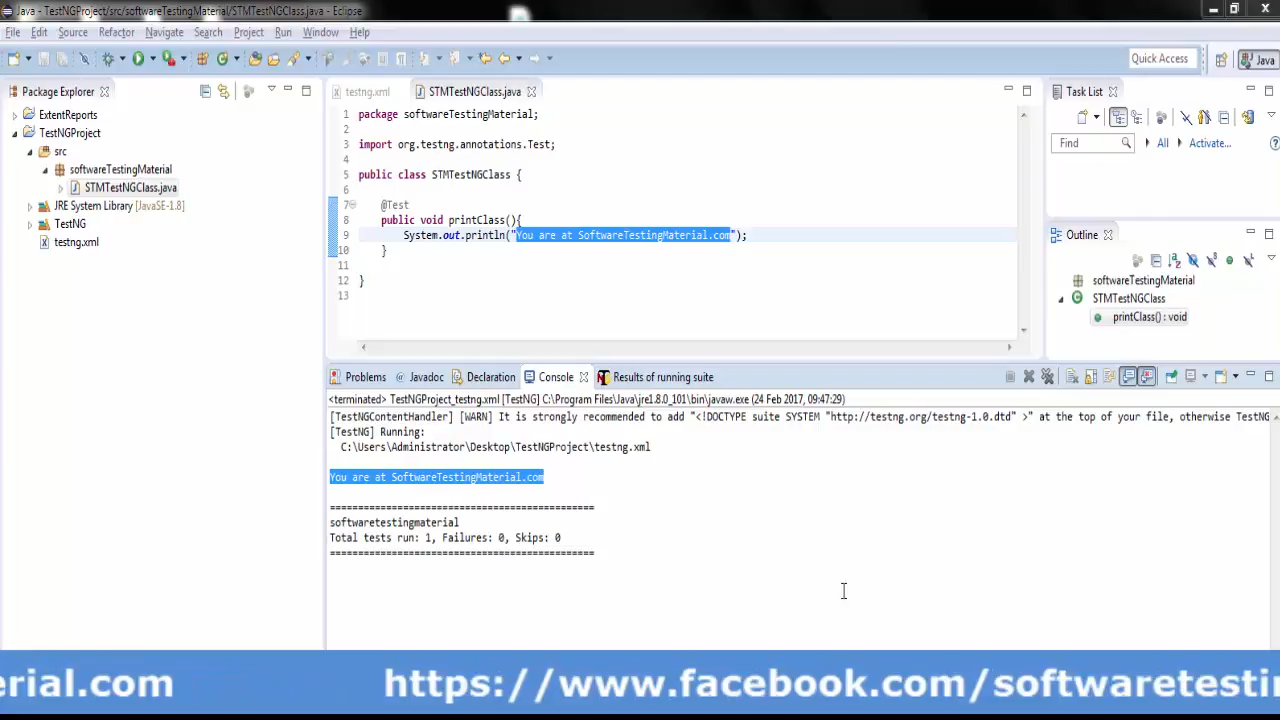 Java - TestNGProject/src/softwareTestingMaterial/STMTestNGClass.java - Eclipse
File Edit Source Refactor Navigate Search Project Run Window Help
Quick Access
Java
Package Explorer
ExtentReports
TestNGProject
src
softwareTestingMaterial
STMTestNGClass.java
JRE System Library [JavaSE-1.8]
TestNG
testng.xml
testng.xml
STMTestNGClass.java
1 package softwareTestingMaterial;
2
3 import org.testng.annotations.Test;
4
5 public class STMTestNGClass {
6
7 @Test
8 public void printClass(){
9 System.out.println("You are at SoftwareTestingMaterial.com");
10 }
11
12 }
13
Task List
Find
All
Activate...
Outline
softwareTestingMaterial
STMTestNGClass
printClass() : void
Problems
Javadoc
Declaration
Console
Results of running suite
<terminated> TestNGProject_testng.xml [TestNG] C:\Program Files\Java\jre1.8.0_101\bin\javaw.exe (24 Feb 2017, 09:47:29)
[TestNGContentHandler] [WARN] It is strongly recommended to add "<!DOCTYPE suite SYSTEM "http://testng.org/testng-1.0.dtd" >" at the top of your file, otherwise TestNG
[TestNG] Running:
C:\Users\Administrator\Desktop\TestNGProject\testng.xml
You are at SoftwareTestingMaterial.com
===============================================
softwaretestingmaterial
Total tests run: 1, Failures: 0, Skips: 0
===============================================
erial.com https://www.facebook.com/softwaretestin